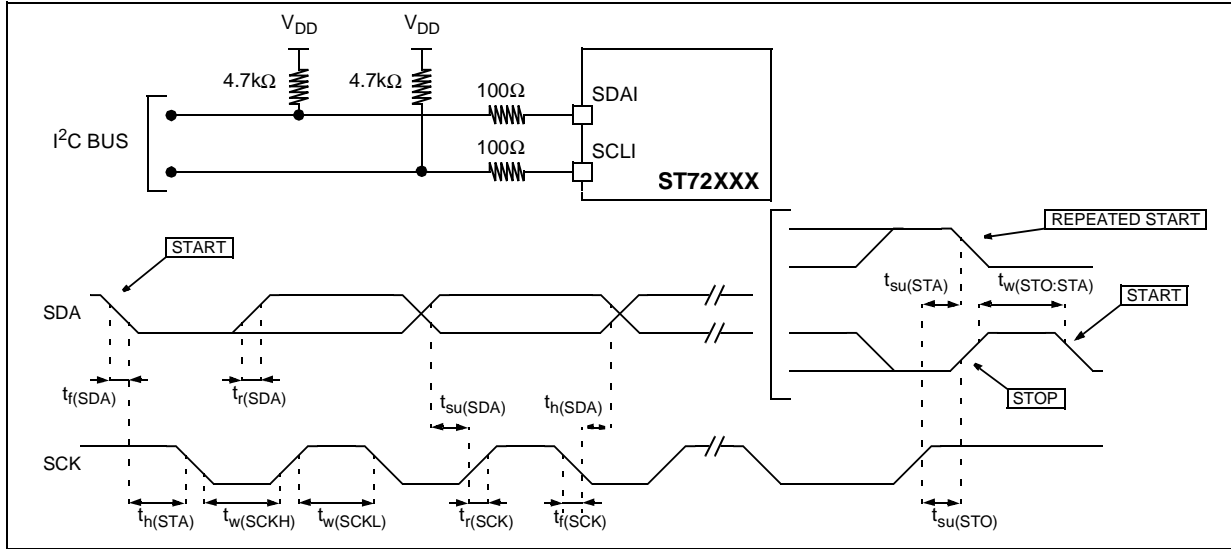 V_DD V_DD
4.7kΩ 4.7kΩ
100Ω
SDAI
I²C BUS
100Ω
SCLI
ST72XXX
REPEATED START
START
t_su(STA) t_w(STO:STA)
START
SDA
t_f(SDA) t_r(SDA)
t_su(SDA) t_h(SDA)
STOP
SCK
t_h(STA) t_w(SCKH) t_w(SCKL) t_r(SCK) t_f(SCK) t_su(STO)